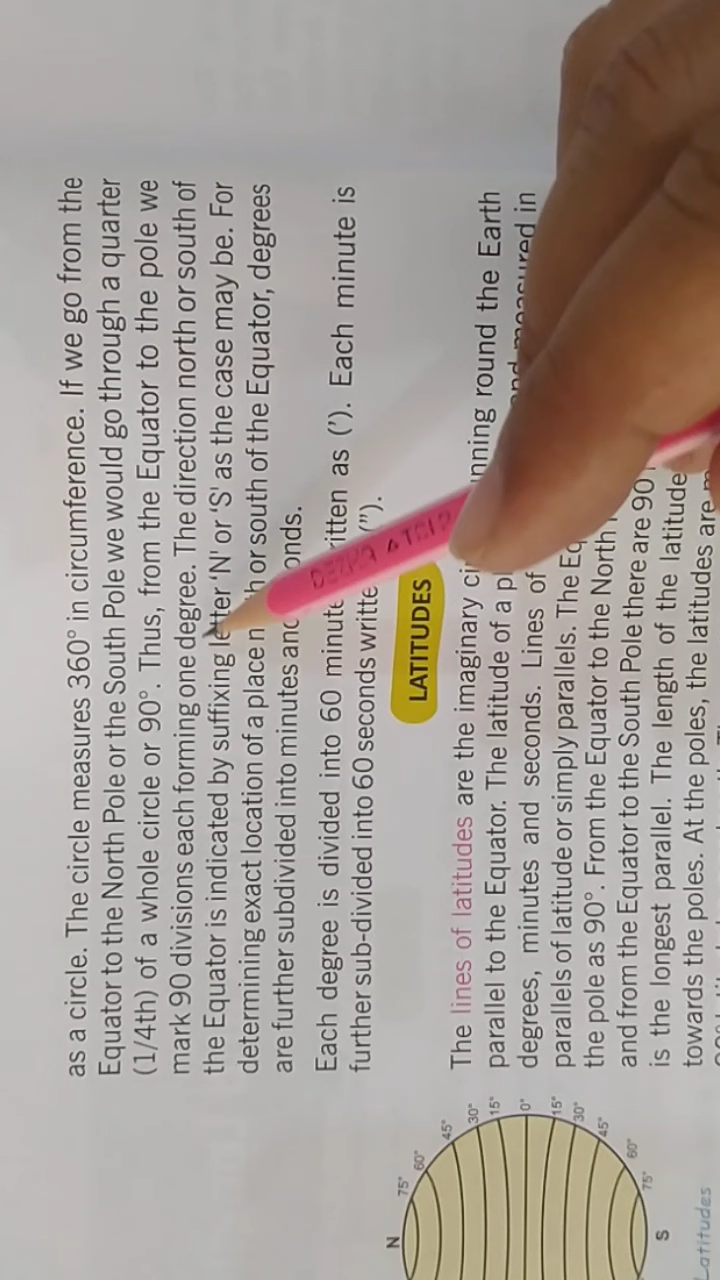 as a circle. The circle measures 360° in circumference. If we go from the
Equator to the North Pole or the South Pole we would go through a quarter
(1/4th) of a whole circle or 90°. Thus, from the Equator to the pole we
mark 90 divisions each forming one degree. The direction north or south of
the Equator is indicated by suffixing letter 'N' or 'S' as the case may be. For
determining exact location of a place or south of the Equator, degrees
are further subdivided into minutes and
Each degree is divided into 60 as (’). Each minute is
further sub-divided into 60 seconds (”).
LATITUDES
The lines of latitudes are the imaginary round the Earth
parallel to the Equator. The latitude of a measured in
degrees, minutes and seconds. Lines of
parallels of latitude or simply parallels. The
the pole as 90°. From the Equator to the North
and from the Equator to the South Pole there are 90
is the longest parallel. The length of the latitude
towards the poles. At the poles, the latitudes are
N
75°
60°
45°
30°
15°
0°
15°
30°
45°
60°
75°
S
Latitudes